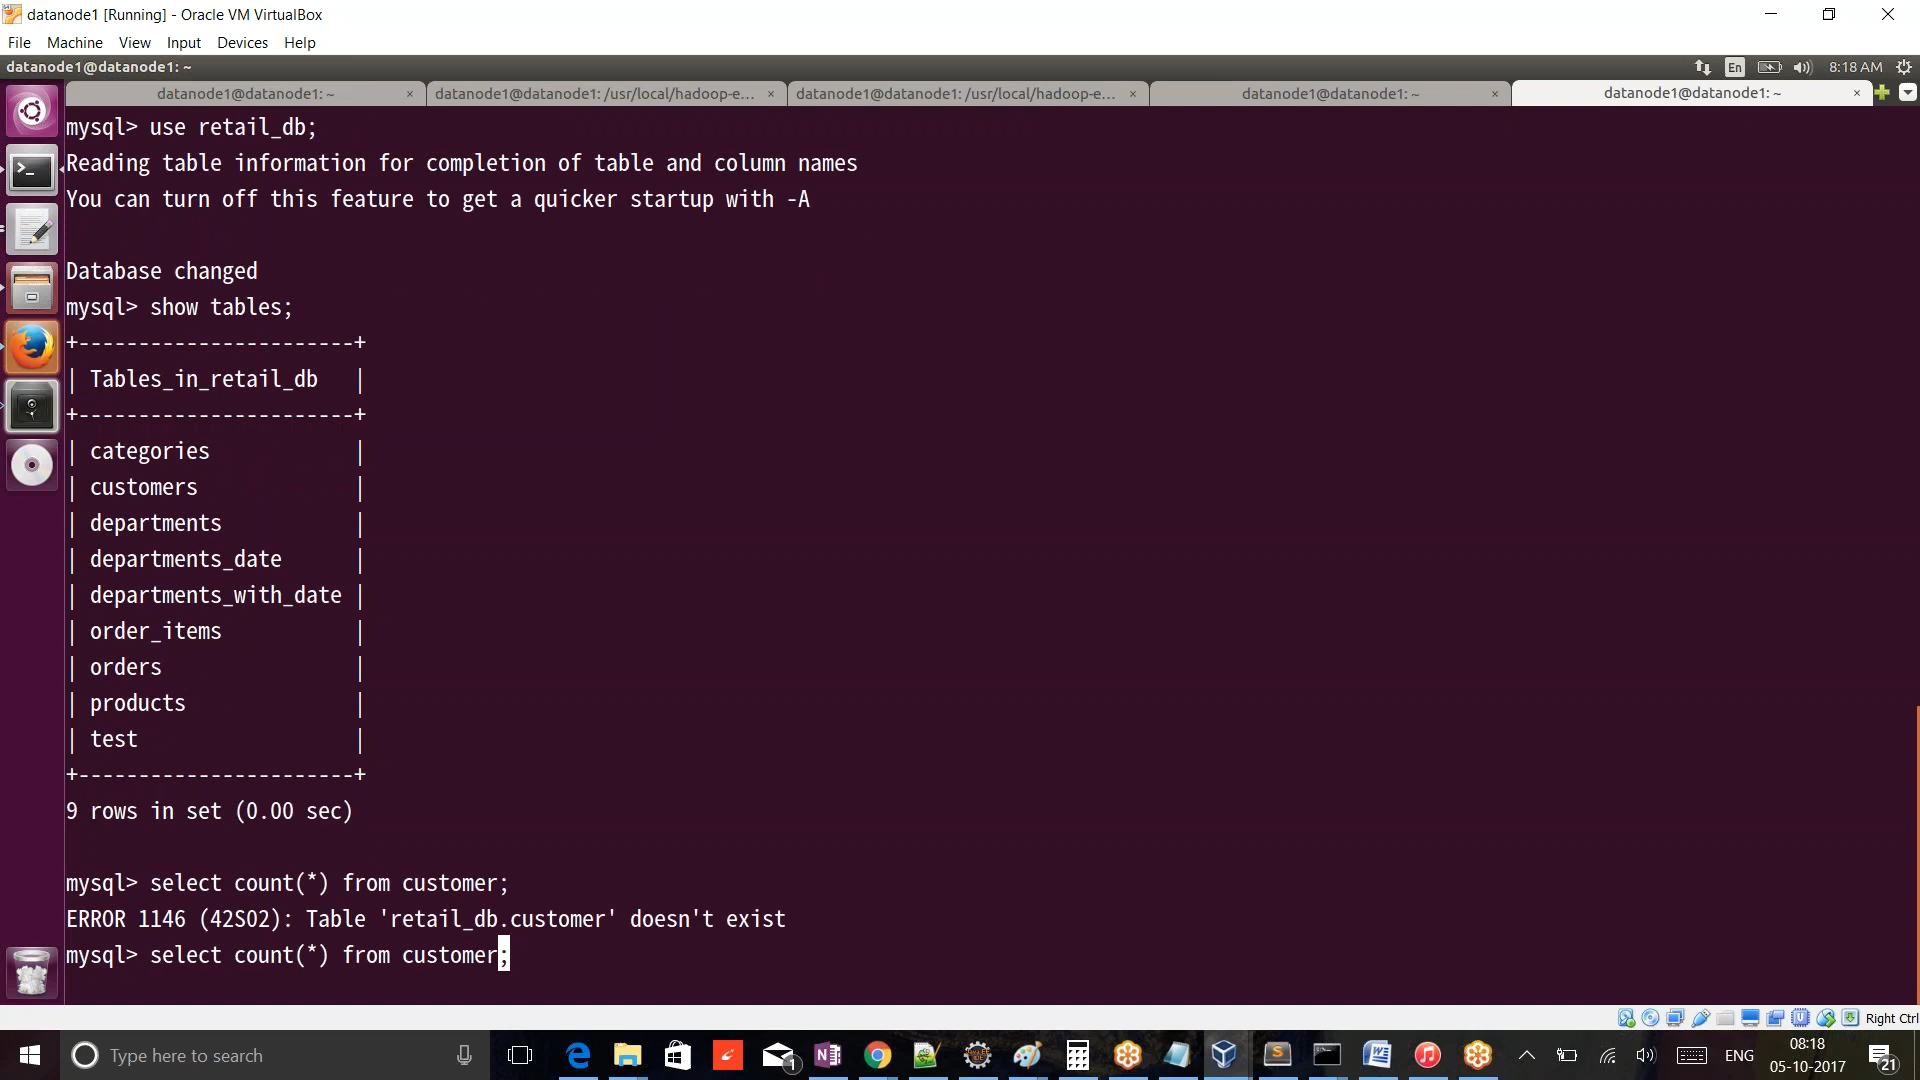 datanode1 [Running] - Oracle VM VirtualBox
File Machine View Input Devices Help
datanode1@datanode1: ~ En 8:18 AM
datanode1@datanode1: ~ × datanode1@datanode1: /usr/local/hadoop-e... × datanode1@datanode1: /usr/local/hadoop-e... × datanode1@datanode1: ~ × datanode1@datanode1: ~ ×
mysql> use retail_db;
Reading table information for completion of table and column names
You can turn off this feature to get a quicker startup with -A
Database changed
mysql> show tables;
+-----------------------+
| Tables_in_retail_db   |
+-----------------------+
| categories            |
| customers             |
| departments           |
| departments_date      |
| departments_with_date |
| order_items           |
| orders                |
| products              |
| test                  |
+-----------------------+
9 rows in set (0.00 sec)
mysql> select count(*) from customer;
ERROR 1146 (42S02): Table 'retail_db.customer' doesn't exist
mysql> select count(*) from customer;
Right Ctrl
Type here to search 1 ENG 08:18
05-10-2017 21